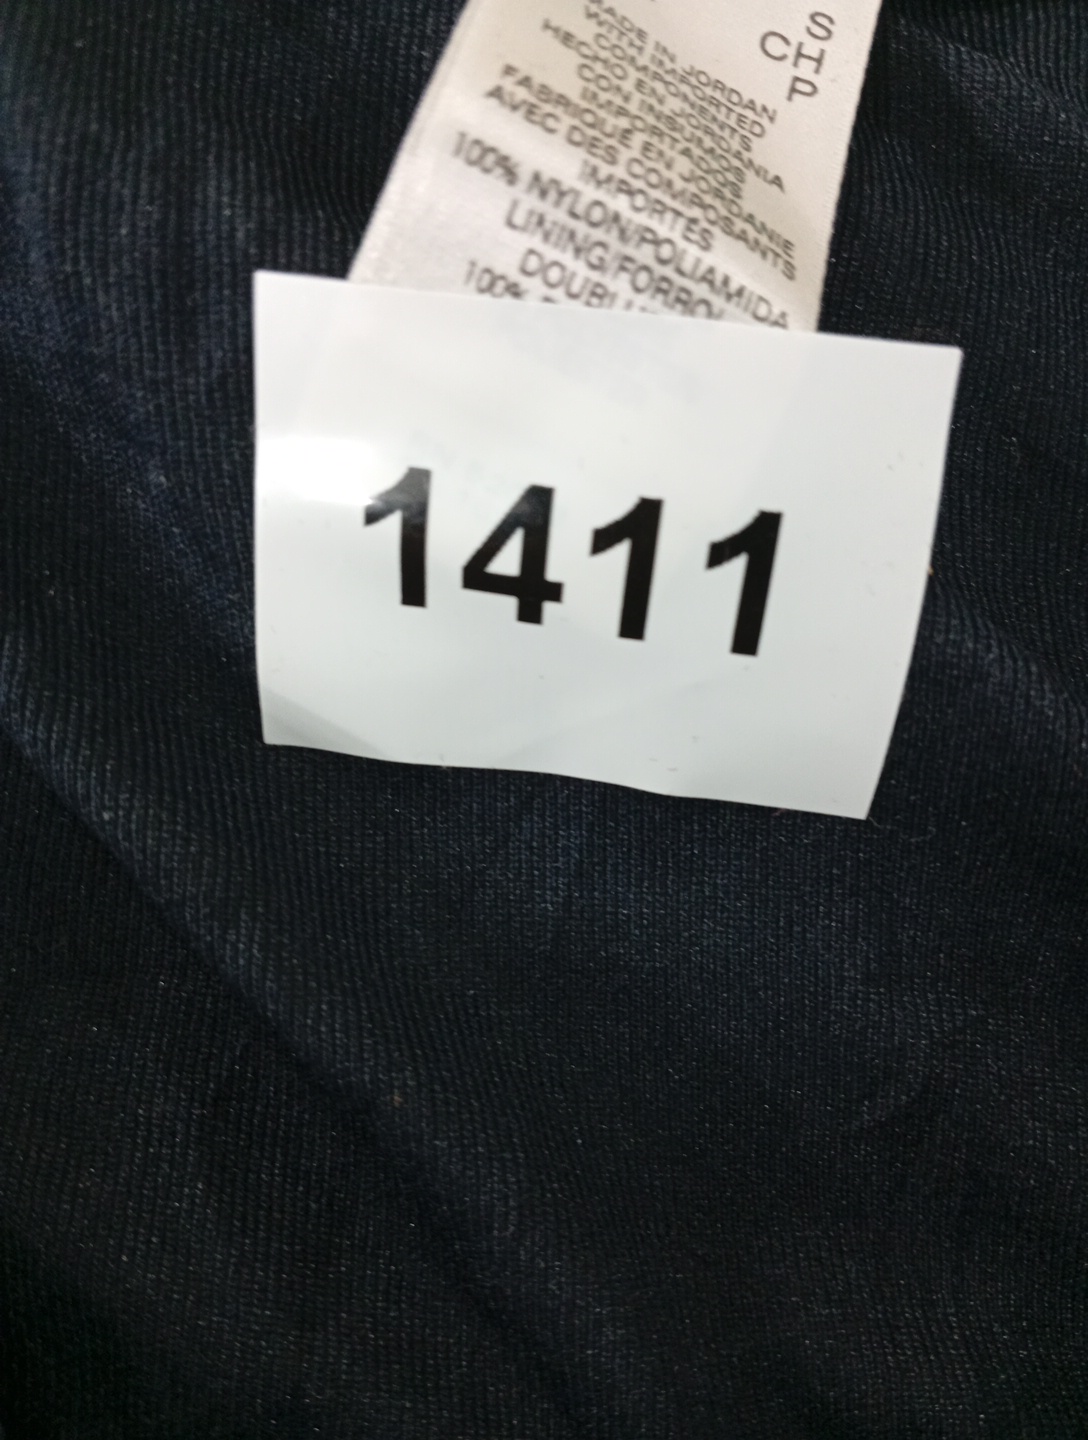 S
CH
P
MADE IN JORDAN
WITH IMPORTED
COMPONENTS
HECHO EN JORDANIA
CON INSUMOS
IMPORTADOS
FABRIQUÉ EN JORDANIE
AVEC DES COMPOSANTS
IMPORTÉS
100% NYLON/POLIAMIDA
LINING/FORRO/
100%
1411